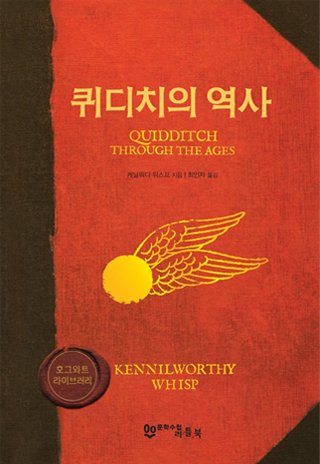 퀴디치의 역사
QUIDDITCH
THROUGH THE AGES
케닐워디 위스프 지음 | 최인자 옮김
호그와트
라이브러리
KENNILWORTHY
WHISP
문학수첩
리틀북